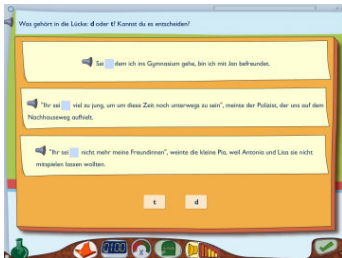 Was gehört in die Lücke: d oder t? Kannst du es entscheiden?
Sei dem ich ins Gymnasium gehe, bin ich mit Jan befreundet.
"Ihr sei viel zu jung, um um diese Zeit noch unterwegs zu sein", meinte der Polizist, der uns auf dem
Nachhauseweg aufhielt.
"Ihr sei nicht mehr meine Freundinnen", weinte die kleine Pia, weil Antonia und Lisa sie nicht
mitspielen lassen wollten.
t d